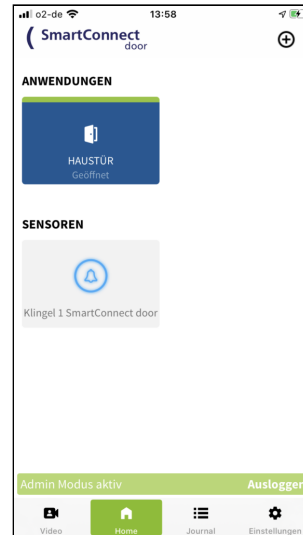 o2-de 13:58
SmartConnect
door
ANWENDUNGEN
HAUSTÜR
Geöffnet
SENSOREN
Klingel 1 SmartConnect door
Admin Modus aktiv Ausloggen
Video Home Journal Einstellungen